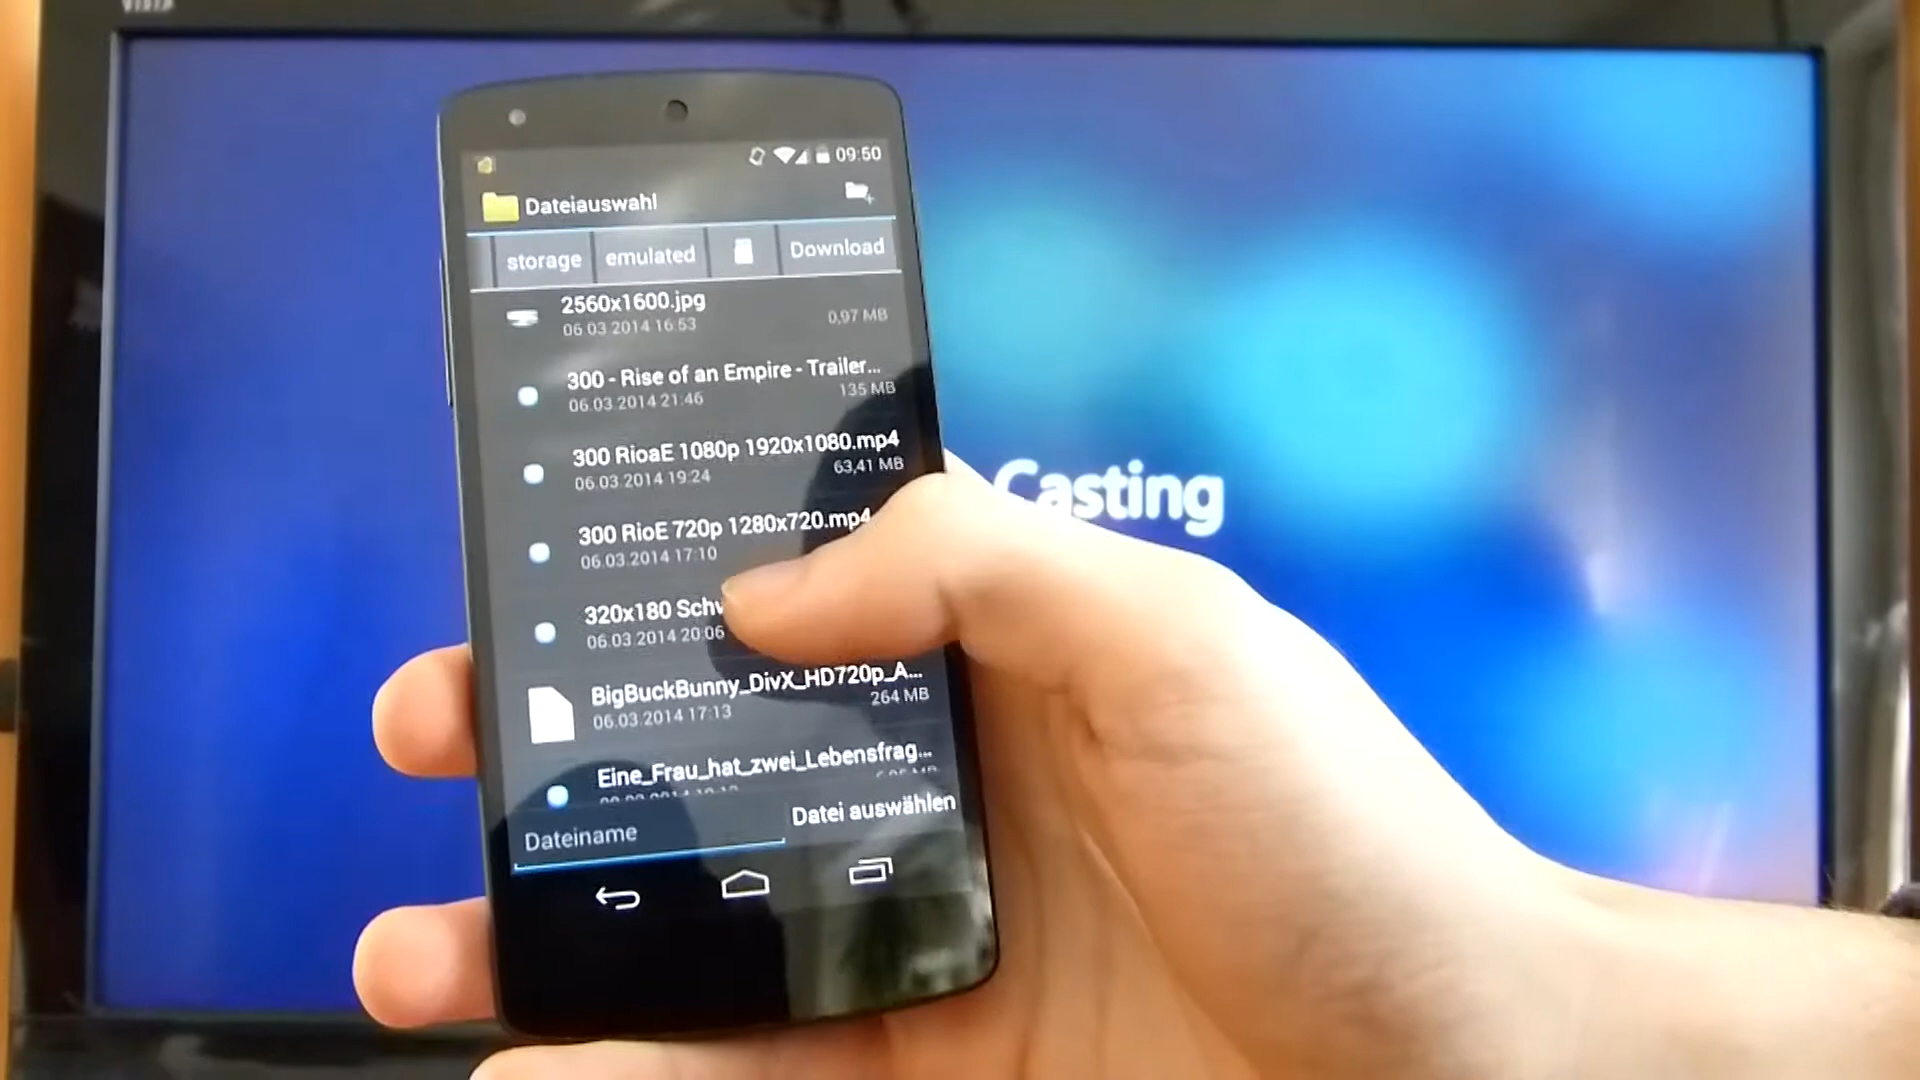 09:50
Dateiauswahl
storage emulated Download
2560x1600.jpg
06.03.2014 16:53 0,97 MB
300 - Rise of an Empire - Trailer...
06.03.2014 21:46 135 MB
300 RioaE 1080p 1920x1080.mp4
06.03.2014 19:24 63,41 MB
300 RioE 720p 1280x720.mp4
06.03.2014 17:10
320x180
06.03.2014 20:06
BigBuckBunny_DivX_HD720p_A...
06.03.2014 17:13 264 MB
Eine_Frau_hat_zwei_Lebensfrag...
Dateiname Datei auswählen
Casting